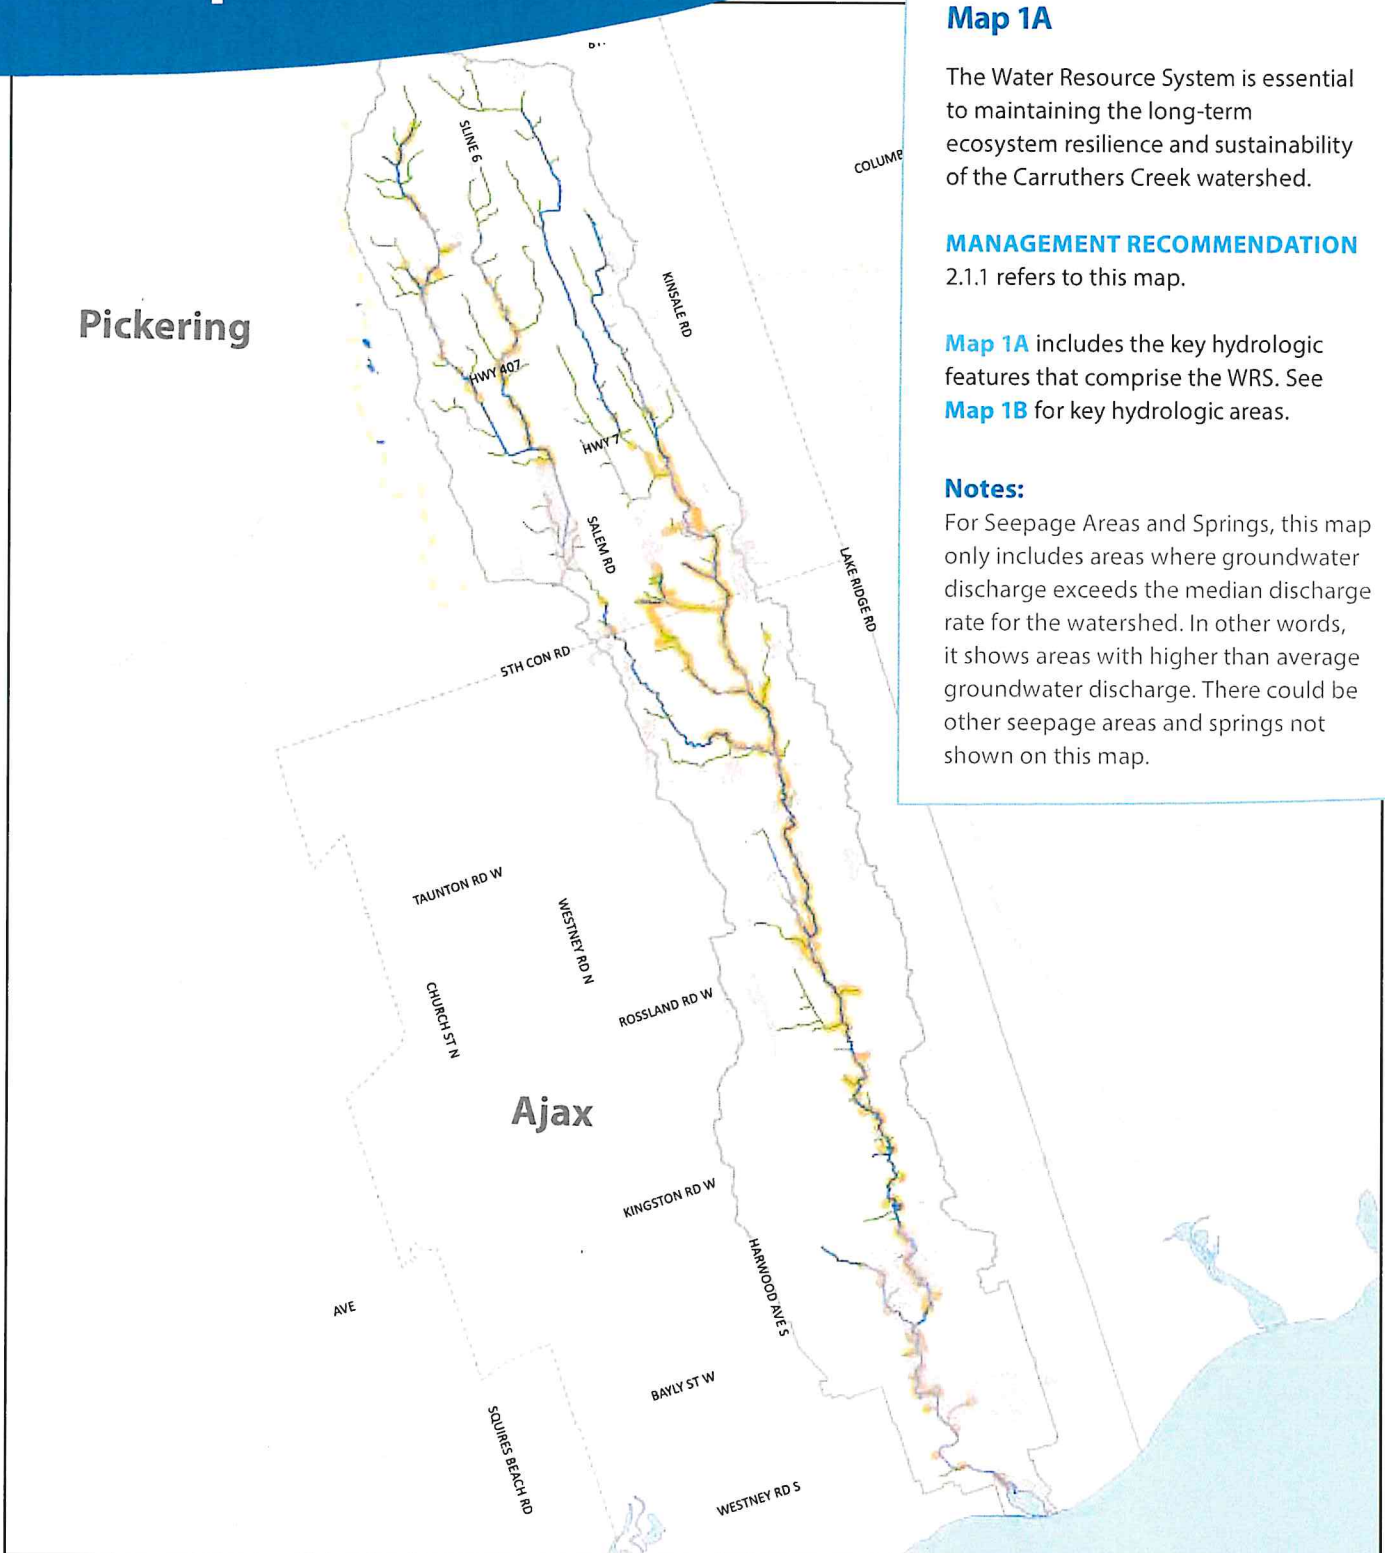 Map 1A
The Water Resource System is essential
to maintaining the long-term
ecosystem resilience and sustainability
of the Carruthers Creek watershed.
MANAGEMENT RECOMMENDATION
2.1.1 refers to this map.
Map 1A includes the key hydrologic
features that comprise the WRS. See
Map 1B for key hydrologic areas.
Notes:
For Seepage Areas and Springs, this map
only includes areas where groundwater
discharge exceeds the median discharge
rate for the watershed. In other words,
it shows areas with higher than average
groundwater discharge. There could be
other seepage areas and springs not
shown on this map.
SLINE 6
COLUMB
KINSALE RD
Pickering
HWY 407
HWY 7
SALEM RD
LAKE RIDGE RD
5TH CON RD
TAUNTON RD W
WESTNEY RD N
CHURCH ST N
ROSSLAND RD W
Ajax
KINGSTON RD W
HARWOOD AVE S
AVE
BAYLY ST W
SQUIRES BEACH RD
WESTNEY RD S